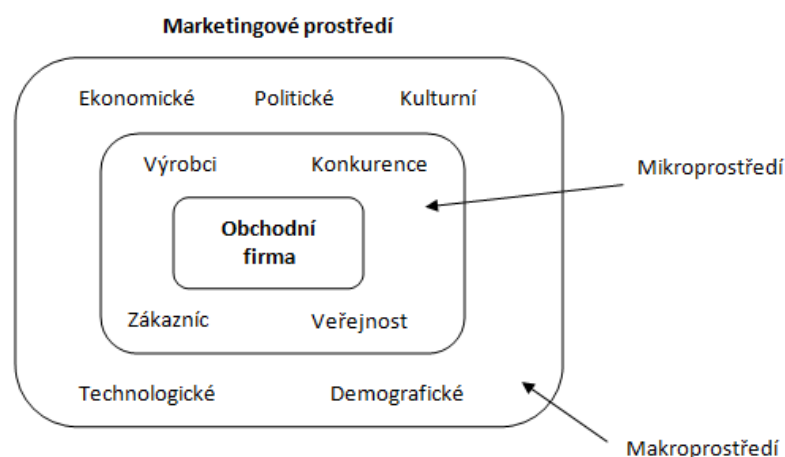 Marketingové prostředí
Ekonomické Politické Kulturní
Výrobci Konkurence
Mikroprostředí
Obchodní
firma
Zákazníc Veřejnost
Technologické Demografické
Makroprostředí